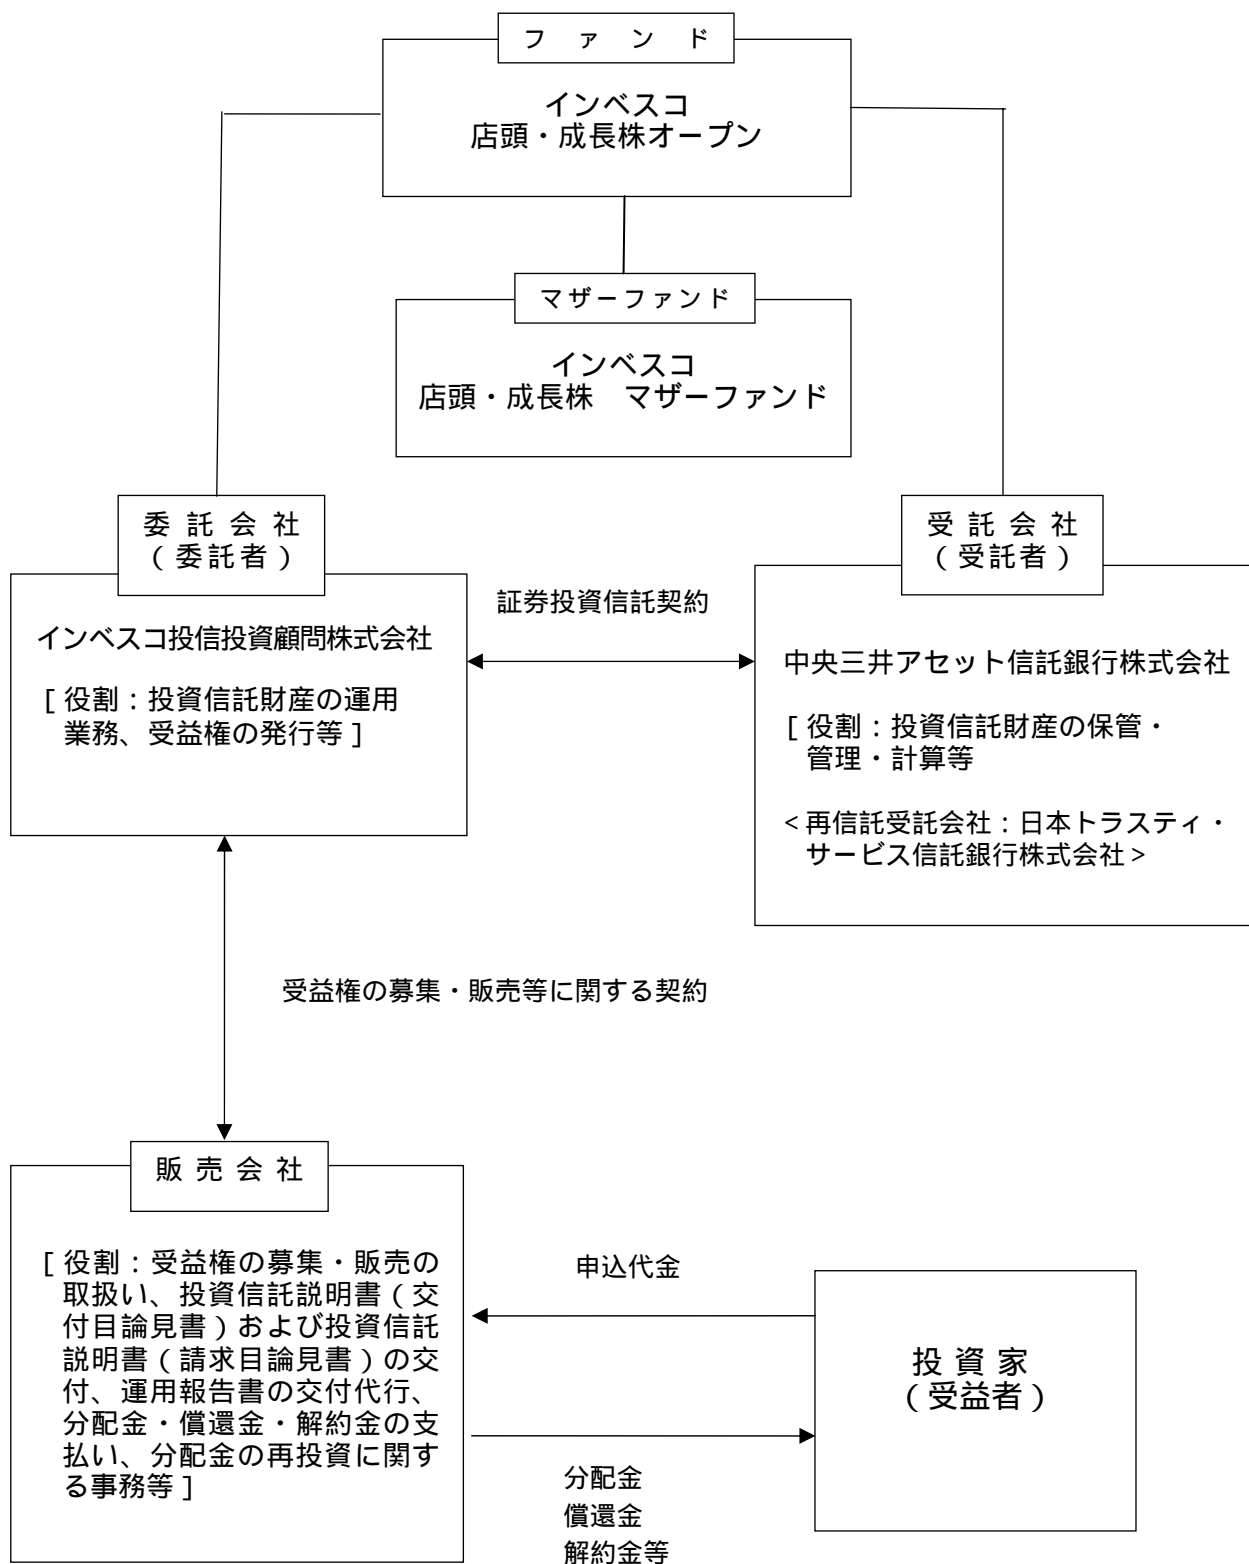 ファンド
インベスコ
店頭・成長株オープン
マザーファンド
インベスコ
店頭・成長株　マザーファンド
委託会社
（委託者）
インベスコ投信投資顧問株式会社
[ 役割：投資信託財産の運用
業務、受益権の発行等 ]
証券投資信託契約
受託会社
（受託者）
中央三井アセット信託銀行株式会社
[ 役割：投資信託財産の保管・
管理・計算等
< 再信託受託会社：日本トラスティ・
サービス信託銀行株式会社 >
受益権の募集・販売等に関する契約
販売会社
[ 役割：受益権の募集・販売の
取扱い、投資信託説明書（交
付目論見書）および投資信託
説明書（請求目論見書）の交
付、運用報告書の交付代行、
分配金・償還金・解約金の支
払い、分配金の再投資に関す
る事務等 ]
申込代金
投資家
（受益者）
分配金
償還金
解約金等